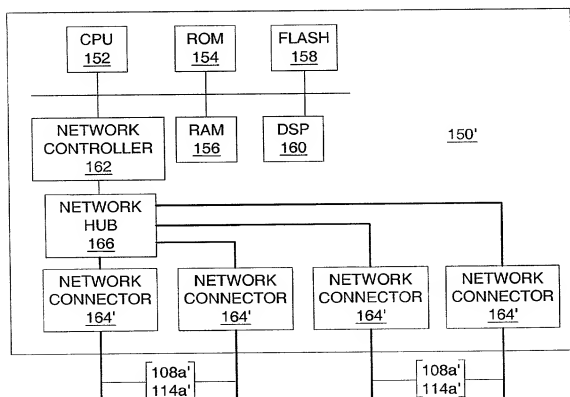 CPU
152
ROM
154
FLASH
158
NETWORK
CONTROLLER
162
RAM
156
DSP
160
150'
NETWORK
HUB
166
NETWORK
CONNECTOR
164'
NETWORK
CONNECTOR
164'
NETWORK
CONNECTOR
164'
NETWORK
CONNECTOR
164'
108a'
114a'
108a'
114a'